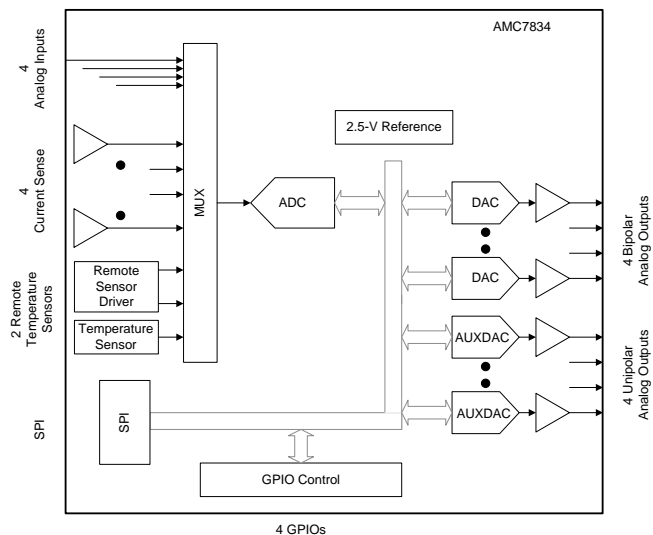 AMC7834
4
Analog Inputs
4
Current Sense
2 Remote
Temperature
Sensors
SPI
MUX
ADC
2.5-V Reference
Remote
Sensor
Driver
Temperature
Sensor
SPI
GPIO Control
DAC
DAC
AUXDAC
AUXDAC
4 Bipolar
Analog Outputs
4 Unipolar
Analog Outputs
4 GPIOs